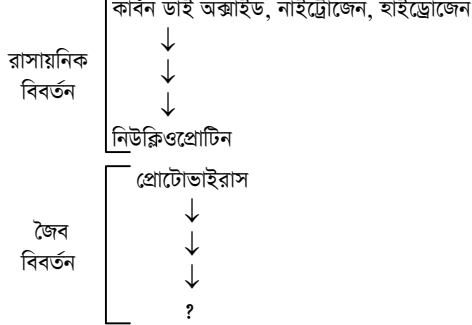 কার্বন ডাই অক্সাইড, নাইট্রোজেন, হাইড্রোজেন
↓
↓
↓
রাসায়নিক
বিবর্তন
নিউক্লিওপ্রোটিন
প্রোটোভাইরাস
↓
↓
↓
জৈব
বিবর্তন
?